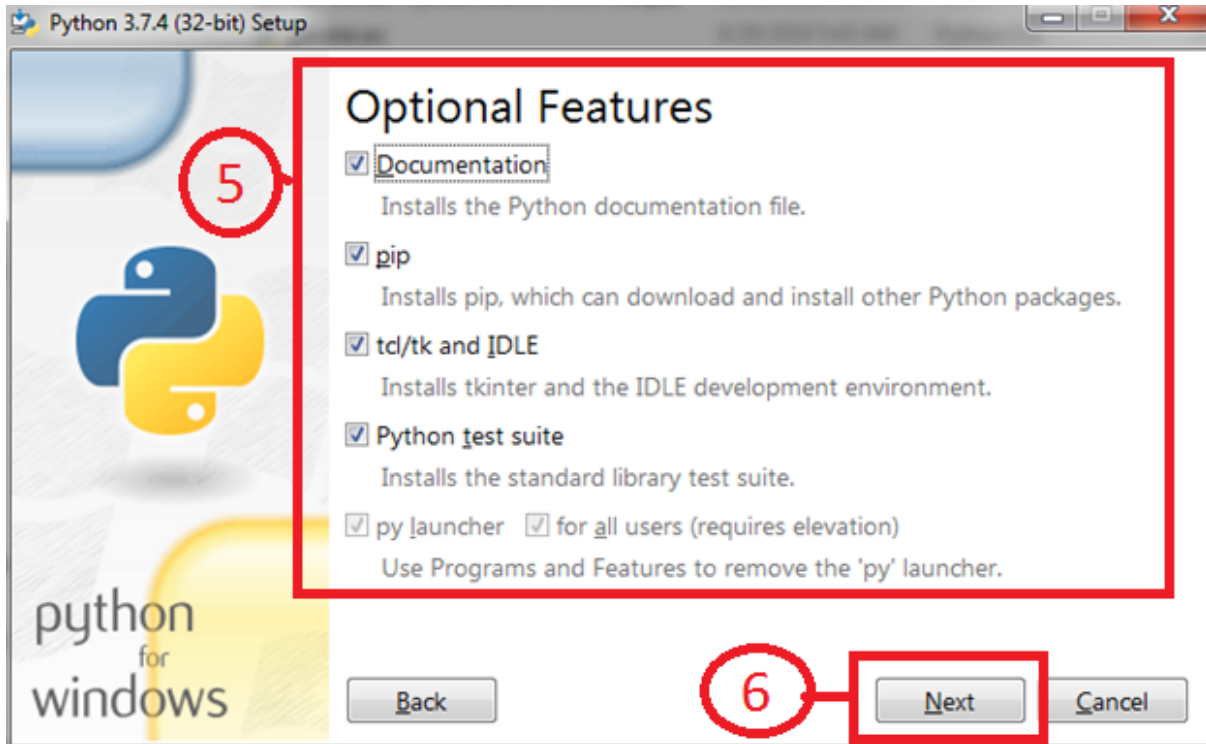 Python 3.7.4 (32-bit) Setup
Optional Features
5
Documentation
Installs the Python documentation file.
pip
Installs pip, which can download and install other Python packages.
tcl/tk and IDLE
Installs tkinter and the IDLE development environment.
Python test suite
Installs the standard library test suite.
py launcher for all users (requires elevation)
Use Programs and Features to remove the 'py' launcher.
python
for
windows
Back
6
Next
Cancel